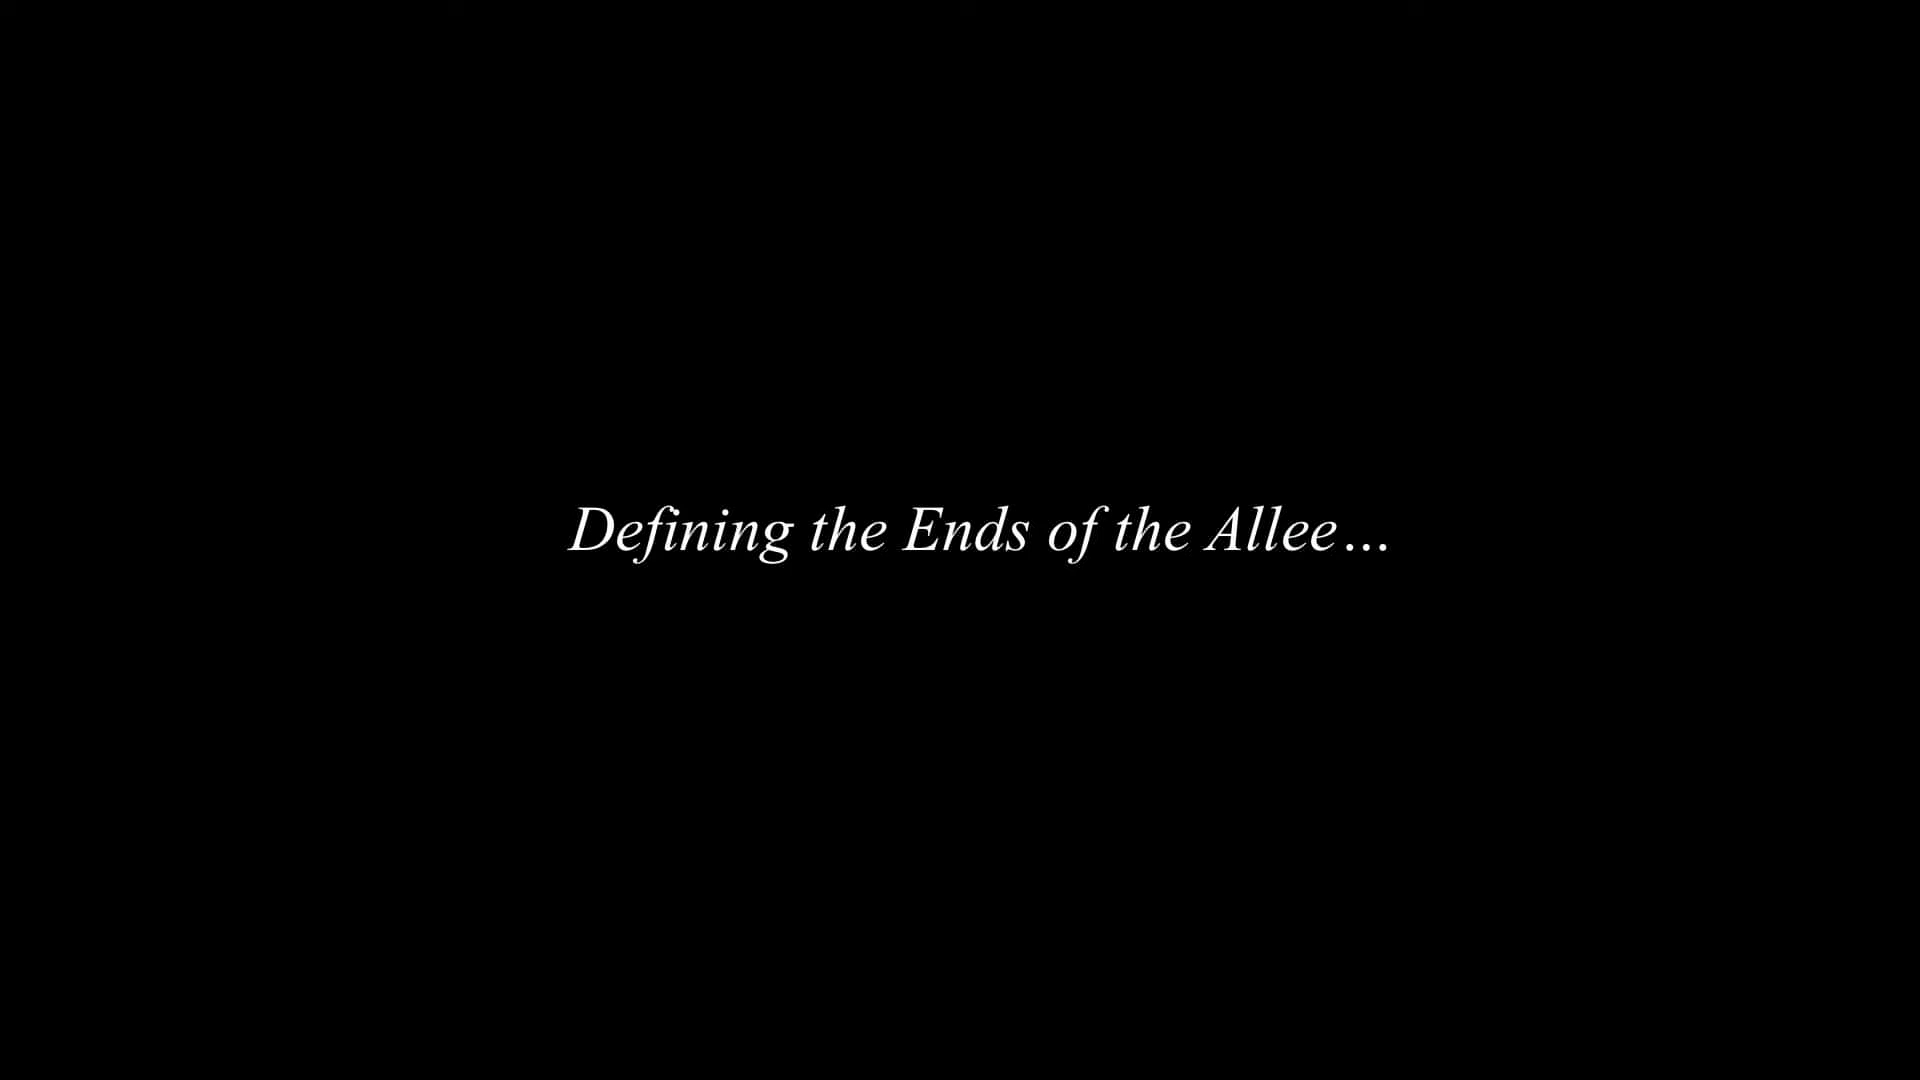 Defining the Ends of the Allee…